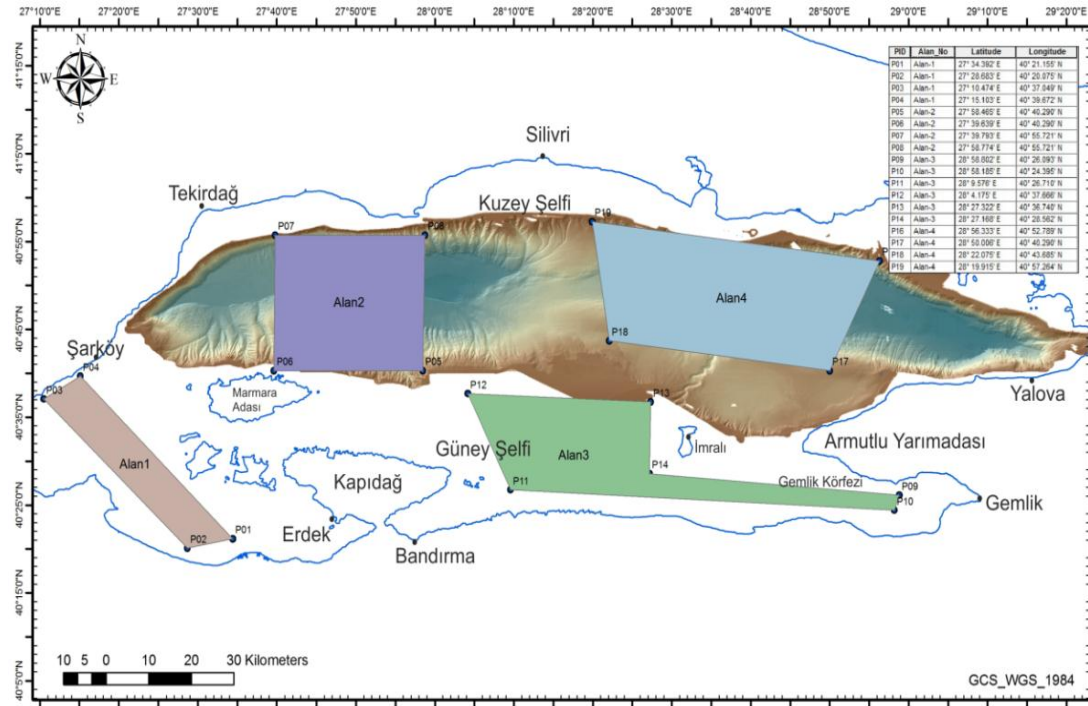 27°10'0"E 27°20'0"E 27°30'0"E 27°40'0"E 27°50'0"E 28°0'0"E 28°10'0"E 28°20'0"E 28°30'0"E 28°40'0"E 28°50'0"E 29°0'0"E 29°10'0"E 29°20'0"E
N
W E
S
41°15'0"N
41°5'0"N
40°55'0"N
40°45'0"N
40°35'0"N
40°25'0"N
40°15'0"N
40°5'0"N
PID Alan_No Latitude Longitude
P01 Alan-1 27° 34.392' E 40° 21.155' N
P02 Alan-1 27° 28.683' E 40° 20.075' N
P03 Alan-1 27° 10.474' E 40° 37.049' N
P04 Alan-1 27° 15.103' E 40° 39.672' N
P05 Alan-2 27° 58.465' E 40° 40.290' N
P06 Alan-2 27° 39.639' E 40° 40.290' N
P07 Alan-2 27° 39.793' E 40° 55.721' N
P08 Alan-2 27° 58.774' E 40° 55.721' N
P09 Alan-3 28° 58.802' E 40° 26.093' N
P10 Alan-3 28° 58.185' E 40° 24.395' N
P11 Alan-3 28° 9.576' E 40° 26.710' N
P12 Alan-3 28° 4.175' E 40° 37.666' N
P13 Alan-3 28° 27.322' E 40° 36.740' N
P14 Alan-3 28° 27.168' E 40° 28.562' N
P16 Alan-4 28° 56.333' E 40° 52.789' N
P17 Alan-4 28° 50.006' E 40° 40.290' N
P18 Alan-4 28° 22.075' E 40° 43.685' N
P19 Alan-4 28° 19.915' E 40° 57.264' N
Silivri
Tekirdağ
Kuzey Şelfi
P19
P07
P08
Alan2
Alan4
P18
Şarköy
P04
P06
P05
P17
Yalova
P03
Marmara
Adası
P12
P13
Armutlu Yarımadası
İmralı
Güney Şelfi
Alan3
Alan1
P14
Kapıdağ
Gemlik Körfezi
P11
P09
P10
Gemlik
P01
P02
Erdek
Bandırma
10 5 0 10 20 30 Kilometers
GCS_WGS_1984